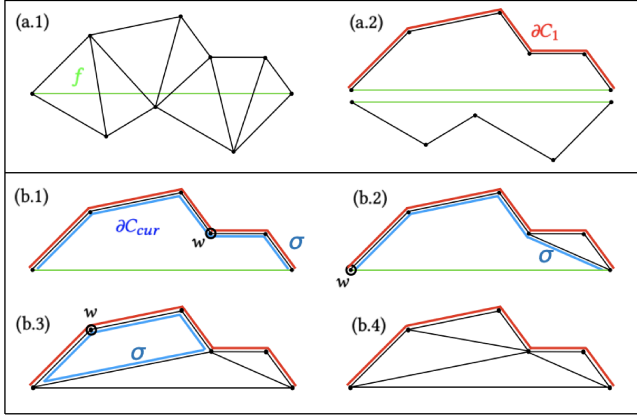 (a.1)
f
(a.2)
∂C₁
(b.1)
∂C_cur
w
σ
(b.2)
σ
w
(b.3)
w
σ
(b.4)